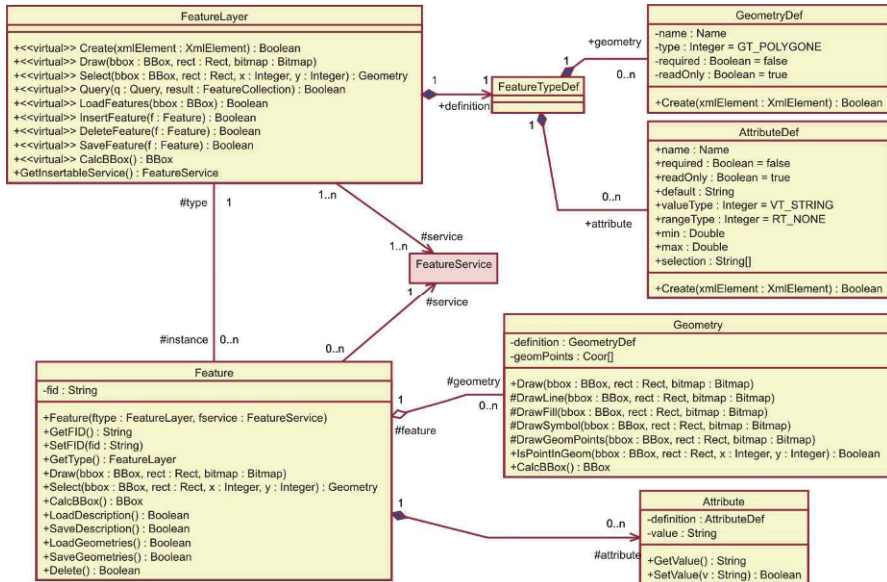 FeatureLayer
+<<virtual>> Create(xmlElement : XmlElement) : Boolean
+<<virtual>> Draw(bbox : BBox, rect : Rect, bitmap : Bitmap)
+<<virtual>> Select(bbox : BBox, rect : Rect, x : Integer, y : Integer) : Geometry
+<<virtual>> Query(q : Query, result : FeatureCollection) : Boolean
+<<virtual>> LoadFeatures(bbox : BBox) : Boolean
+<<virtual>> InsertFeature(f : Feature) : Boolean
+<<virtual>> DeleteFeature(f : Feature) : Boolean
+<<virtual>> SaveFeature(f : Feature) : Boolean
+<<virtual>> CalcBBox() : BBox
+GetInsertableService() : FeatureService
1
1
+definition
FeatureTypeDef
1
+geometry
0..n
GeometryDef
-name : Name
-type : Integer = GT_POLYGONE
-required : Boolean = false
-readOnly : Boolean = true
+Create(xmlElement : XmlElement) : Boolean
1
0..n
+attribute
AttributeDef
+name : Name
+required : Boolean = false
+readOnly : Boolean = true
+default : String
+valueType : Integer = VT_STRING
+rangeType : Integer = RT_NONE
+min : Double
+max : Double
+selection : String[]
+Create(xmlElement : XmlElement) : Boolean
#type
1
1..n
#service
1..n
FeatureService
1
#service
#instance
0..n
0..n
Feature
-fid : String
+Feature(ftype : FeatureLayer, fservice : FeatureService)
+GetFID() : String
+SetFID(fid : String)
+GetType() : FeatureLayer
+Draw(bbox : BBox, rect : Rect, bitmap : Bitmap)
+Select(bbox : BBox, rect : Rect, x : Integer, y : Integer) : Geometry
+CalcBBox() : BBox
+LoadDescription() : Boolean
+SaveDescription() : Boolean
+LoadGeometries() : Boolean
+SaveGeometries() : Boolean
+Delete() : Boolean
1
#feature
#geometry
0..n
Geometry
-definition : GeometryDef
-geomPoints : Coor[]
+Draw(bbox : BBox, rect : Rect, bitmap : Bitmap)
#DrawLine(bbox : BBox, rect : Rect, bitmap : Bitmap)
#DrawFill(bbox : BBox, rect : Rect, bitmap : Bitmap)
#DrawSymbol(bbox : BBox, rect : Rect, bitmap : Bitmap)
#DrawGeomPoints(bbox : BBox, rect : Rect, bitmap : Bitmap)
+IsPointInGeom(bbox : BBox, rect : Rect, x : Integer, y : Integer) : Boolean
+CalcBBox() : BBox
1
0..n
#attribute
Attribute
-definition : AttributeDef
-value : String
+GetValue() : String
+SetValue(v : String) : Boolean